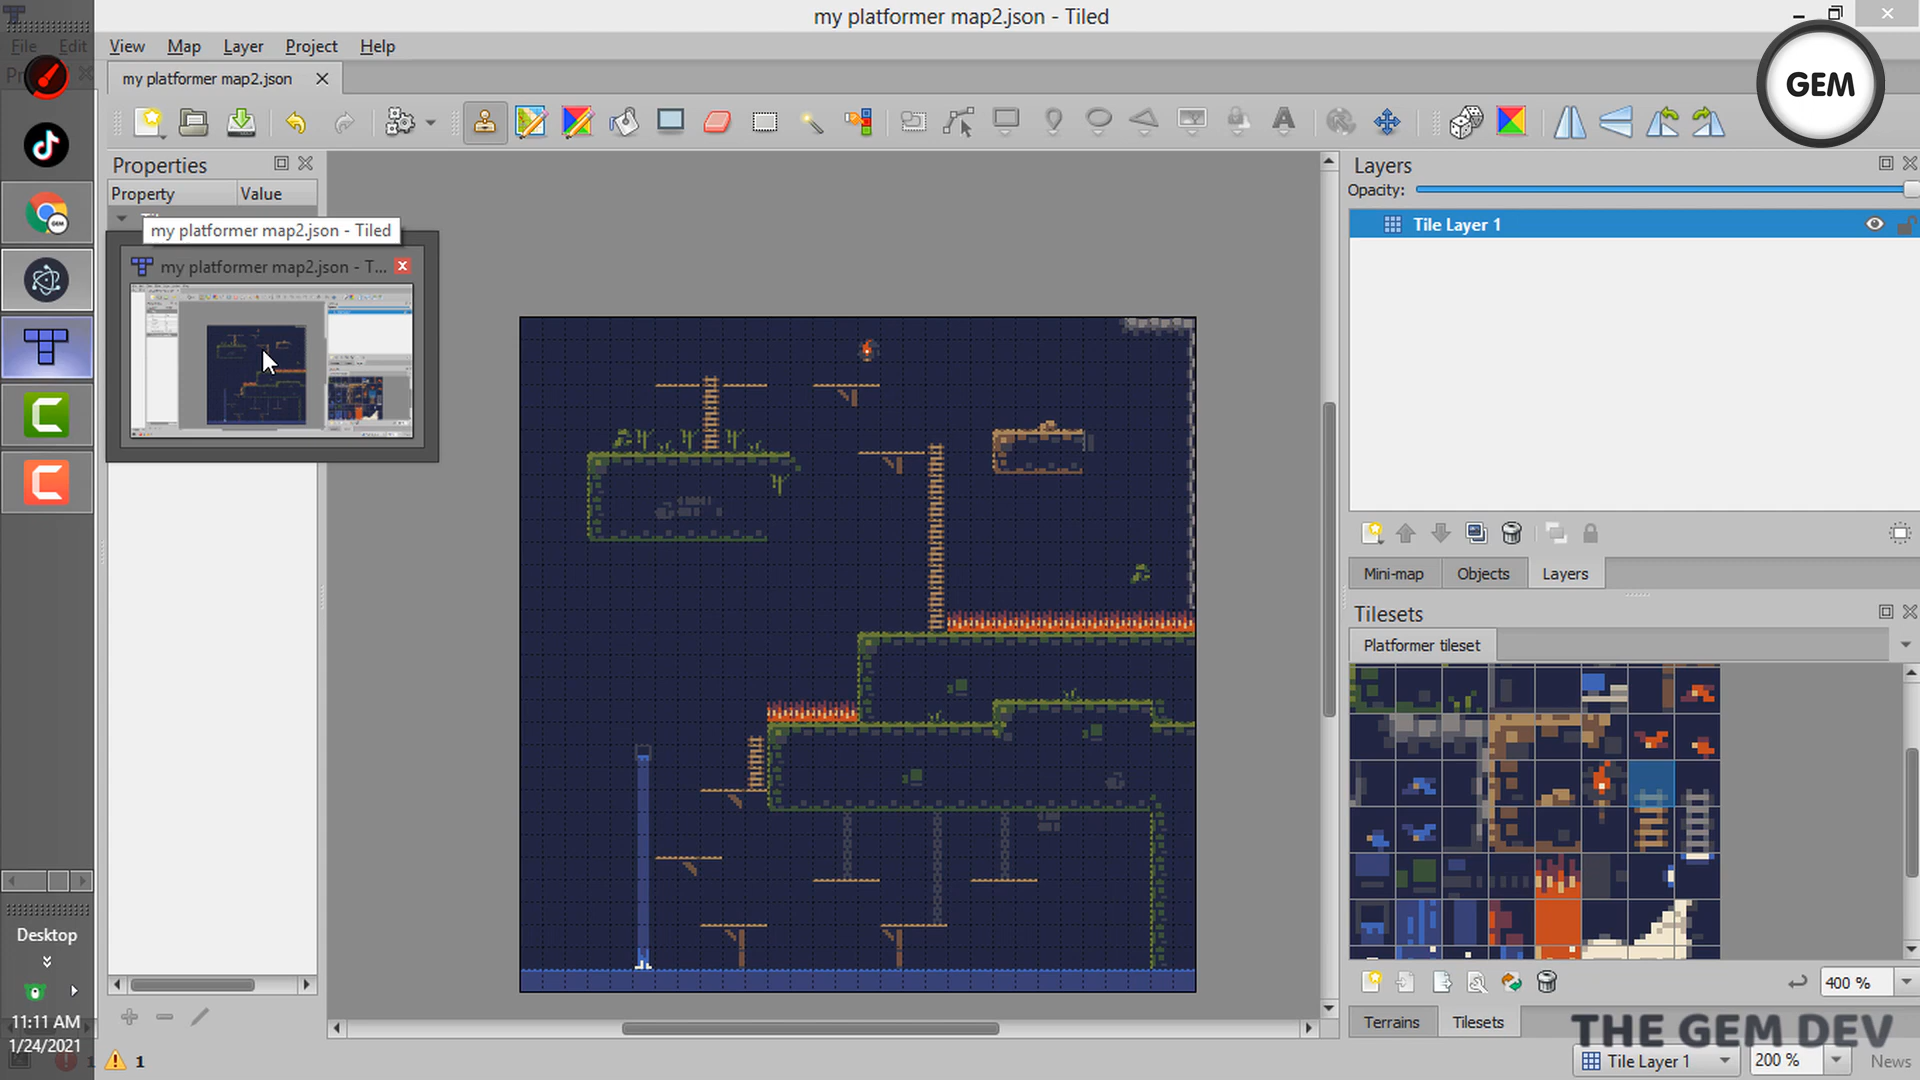 my platformer map2.json - Tiled
File Edit View Map Layer Project Help
my platformer map2.json
GEM
Properties
Property Value
my platformer map2.json - Tiled
my platformer map2.json - T...
Layers
Opacity:
Tile Layer 1
Mini-map Objects Layers
Tilesets
Platformer tileset
400 %
Terrains Tilesets
THE GEM DEV
Tile Layer 1 200 % News
Desktop
11:11 AM
1/24/2021
1 1